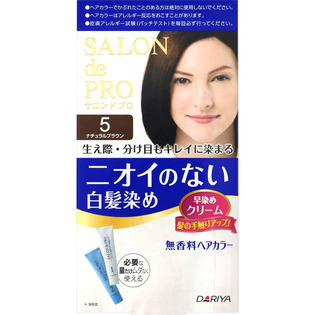 ●ヘアカラーでかぶれたことのある方は絶対に使用しないでください。
●ヘアカラーはアレルギー反応をおこすことがあります。
●皮膚アレルギー試験(パッチテスト)を毎回必ず行ってください。
SALON
de
PRO
サロンドプロ
5
ナチュラルブラウン
生え際・分け目もキレイに染まる
ニオイのない
白髪染め
早染め
クリーム
髪の手触りアップ!
無香料ヘアカラー
必要な
量だけムダなく
使える
DARIYA